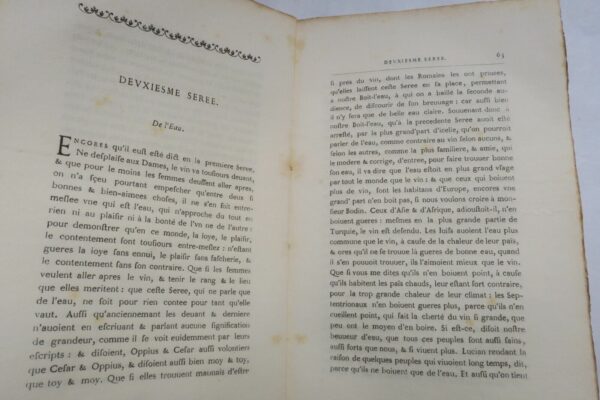 DEVXIESME SEREE.
De l'Eau.
ENCORES qu'il eust esté dict en la premiere Seree,
Ne desplaise aux Dames, le vin va tousiours deuant,
& que pour le moins les femmes deussent aller apres,
on n'a sçeu pourtant empescher qu'entre deux si
bonnes & bien-aimees choses, il ne s'en soit entre-
meslee vne qui est l'eau, qui n'approche du tout en
rien ni au plaisir ni à la bonté de l'vn ne de l'autre :
pour demonstrer qu'en ce monde, la ioye, le plaisir,
le contentement sont tousiours entre-meslez : n'estant
gueres la ioye sans ennui, le plaisir sans fascherie, &
le contentement sans son contraire. Que si les femmes
veulent aller apres le vin, & tenir le rang & le lieu
que elles meritent : que ceste Seree, qui ne parle que
de l'eau, ne soit pour rien contee pour tant qu'elle
vaut. Aussi qu'anciennement les deuant & derniere
n'auoient en escriuant & parlant aucune signification
de grandeur, comme il se voit euidemment par leurs
escripts : & disoient, Oppius & Cesar aussi volontiers
que Cesar & Oppius, & disoient aussi bien moy & toy,
que toy & moy. Que si elles trouuent mauuais d'estre
DEVXIESME SEREE. 63
si pres du vin, dont les Romains les ont priuees,
qu'elles laissent ceste Seree en sa place, permettant
à nostre Boit-l'eau, à qui on a baillé la seconde au-
dience, de discourir de son breuuage : car aussi bien
il n'y sera que de belle eau claire. Soustenant donc
nostre Boit-l'eau, qu'à la precedente Seree auoit esté
arresté, par la plus grand'part d'icelle, qu'on pourroit
parler de l'eau, comme contraire au vin selon aucuns, &
selon les autres, comme la plus familiere, & amie, qui
le modere & corrige, d'entree, pour faire trouuer bonne
son eau, il va dire que l'eau estoit en plus grand vsage
par tout le monde que le vin : & que ceux qui boiuent
plus de vin, sont les habitans d'Europe, encores vne
grand' part n'en boit pas, si nous voulons croire à mon-
sieur Bodin. Ceux d'Asie & d'Afrique, adioustoit-il, n'en
boiuent gueres : mesmes en la plus grande partie de
Turquie, le vin est defendu. Les Iuifs auoient l'eau plus
commune que le vin, à cause de la chaleur de leur païs,
& ores qu'il ne se trouue là gueres de bonne eau, quand
il s'en pouuoit trouuer, ils l'aimoient mieux que le vin.
Que si vous me dites qu'ils n'en boiuent point, à cause
qu'ils habitent les païs chauds, leur estant fort contraire,
pour la trop grande chaleur de leur climat : les Sep-
tentrionaux n'en boiuent gueres plus, parce qu'ils n'en
cueillent point, qui fait la cherté du vin si grande, que
peu ont le moyen d'en boire. Si est-ce, disoit nostre
beuueur d'eau, que tous ces peuples sont aussi sains,
aussi forts que nous, & si viuent plus. Lucian rendant la
raison de quelques peuples qui viuoient long temps, dit,
parce qu'ils ne boiuent que de l'eau. Et aussi qu'on tient